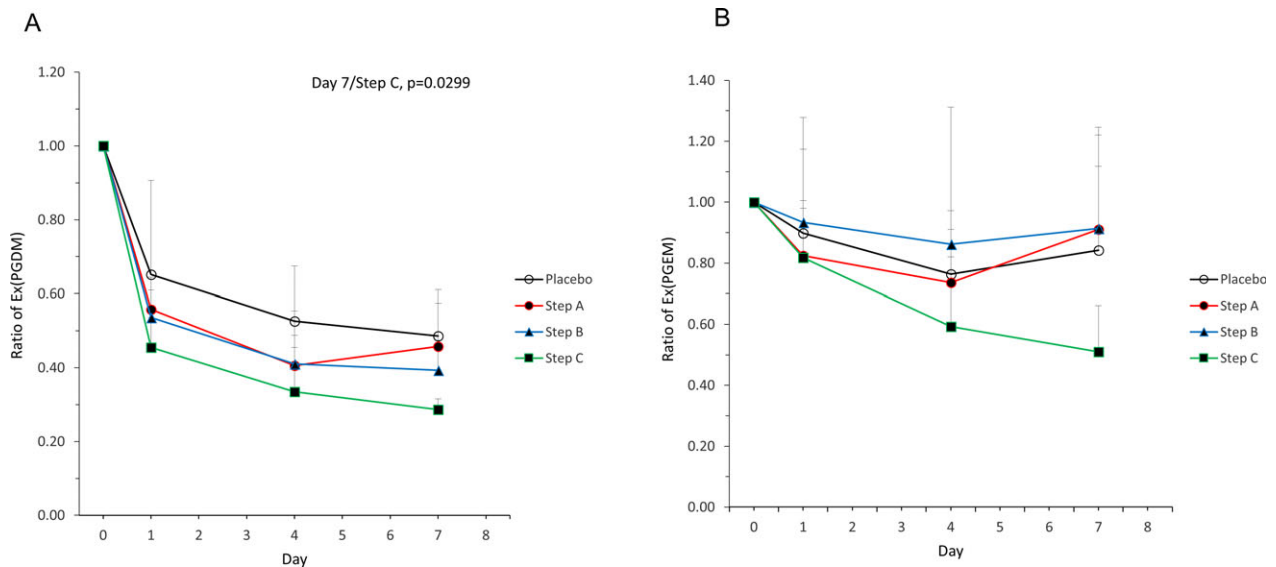 A
Day 7/Step C, p=0.0299
Ratio of Ex(PGDM)
1.20
1.00
0.80
0.60
0.40
0.20
0.00
0 1 2 3 4 5 6 7 8
Day
Placebo
Step A
Step B
Step C
B
Ratio of Ex(PGEM)
1.40
1.20
1.00
0.80
0.60
0.40
0.20
0.00
0 1 2 3 4 5 6 7 8
Day
Placebo
Step A
Step B
Step C